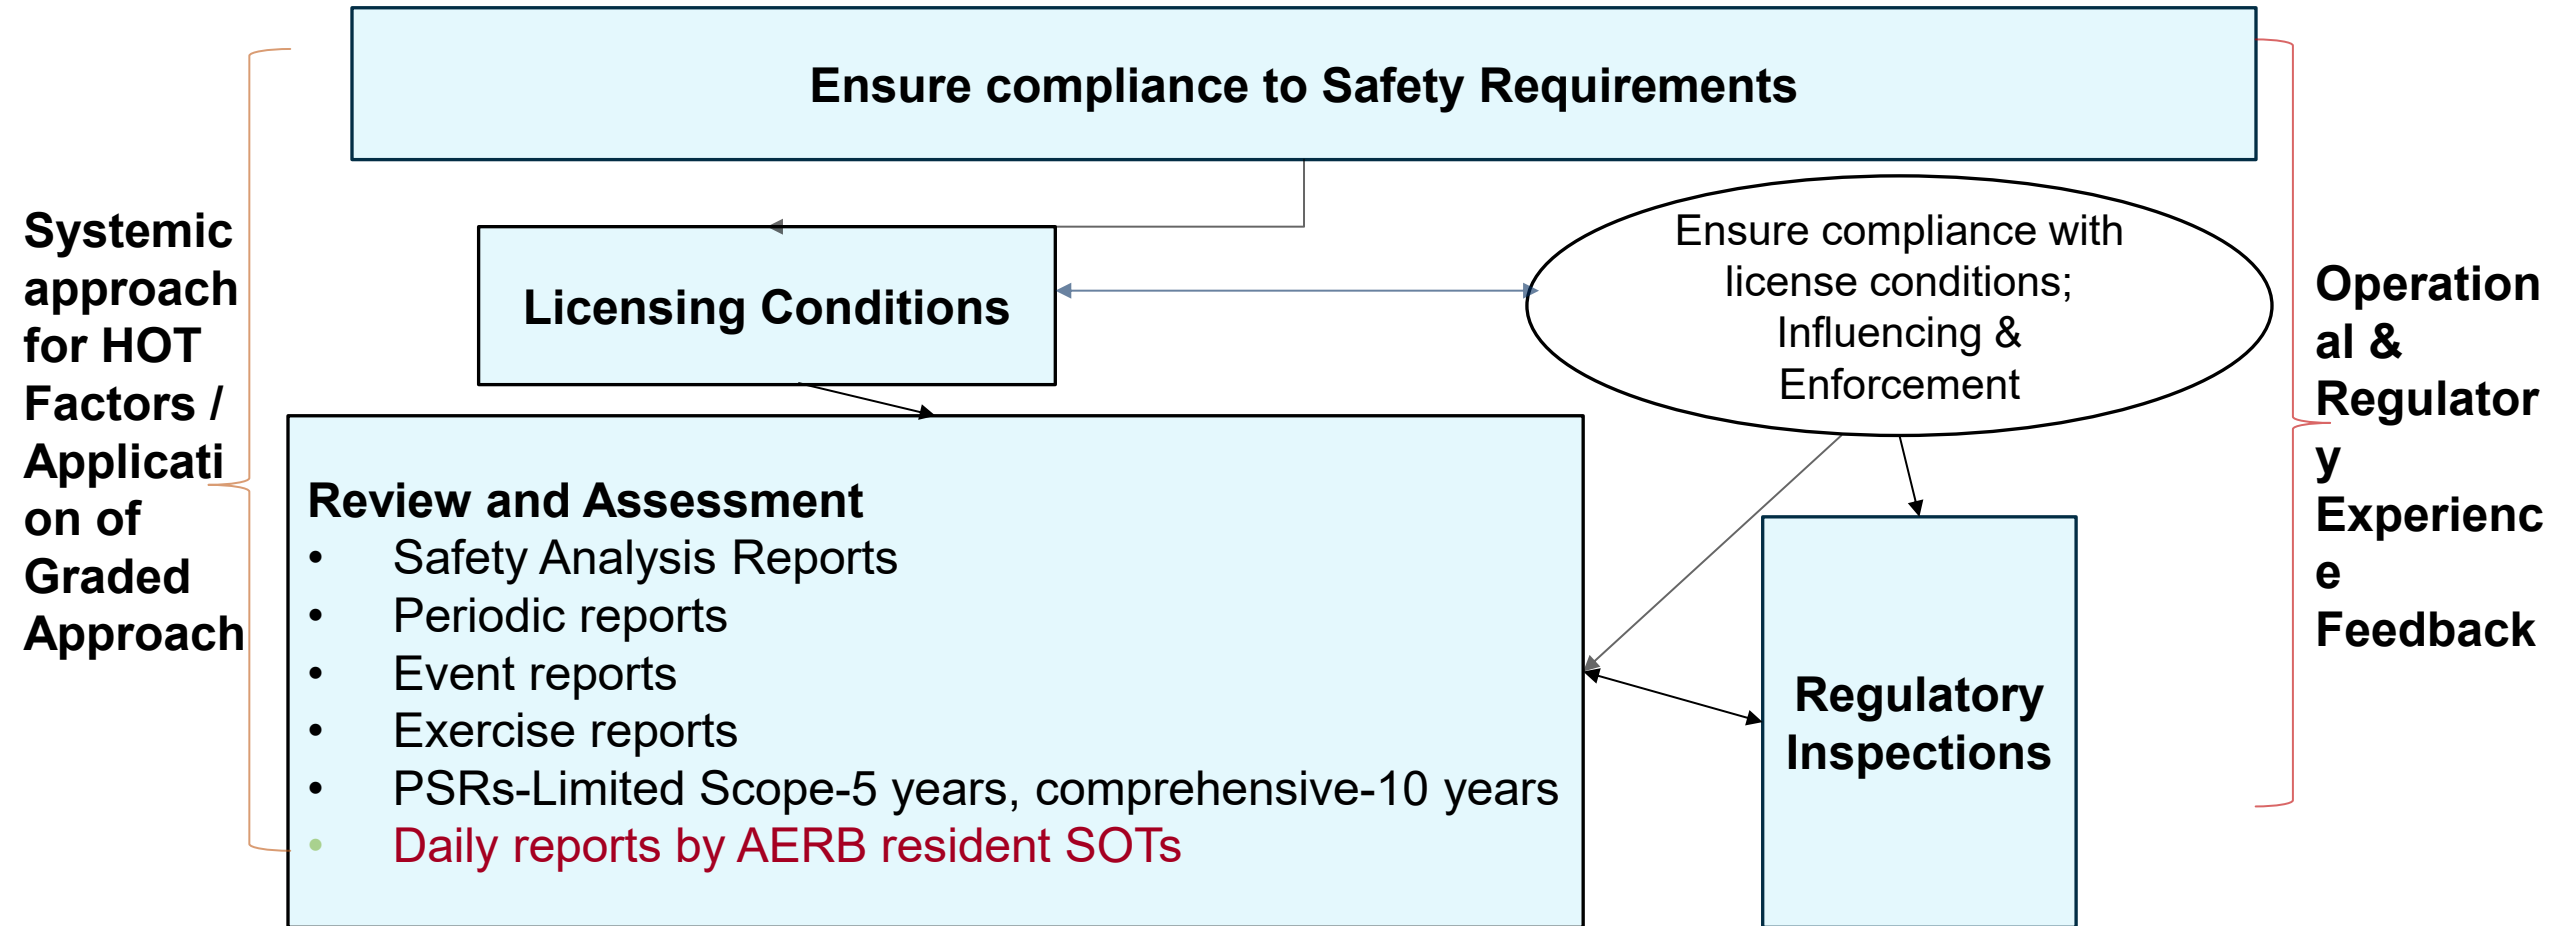 Ensure compliance to Safety Requirements
Systemic
approach
for HOT
Factors /
Applicati
on of
Graded
Approach
Licensing Conditions
Ensure compliance with
license conditions;
Influencing &
Enforcement
Review and Assessment
• Safety Analysis Reports
• Periodic reports
• Event reports
• Exercise reports
• PSRs-Limited Scope-5 years, comprehensive-10 years
• Daily reports by AERB resident SOTs
Regulatory
Inspections
Operation
al &
Regulator
y
Experienc
e
Feedback